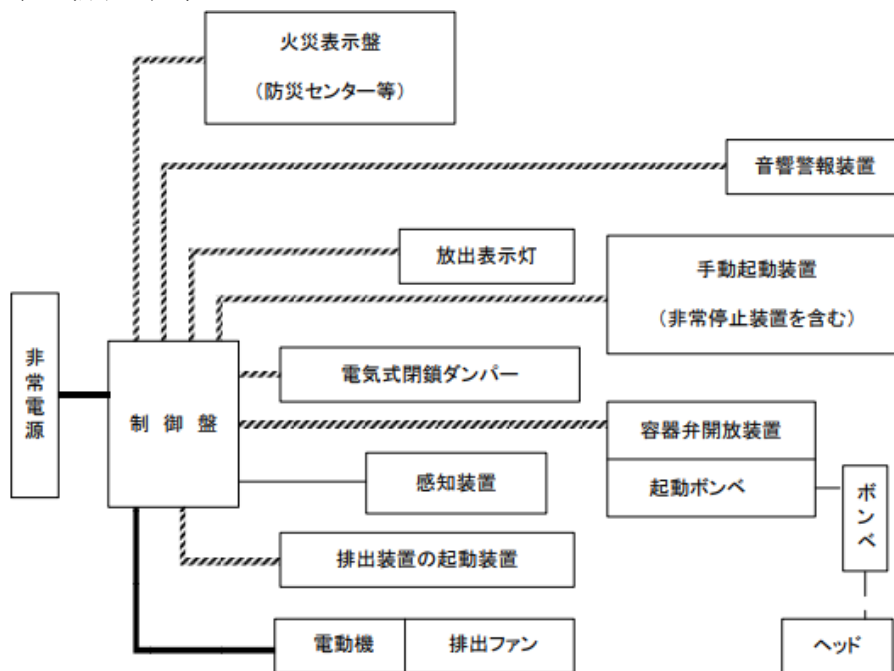 火災表示盤
（防災センター等）
音響警報装置
放出表示灯
手動起動装置
（非常停止装置を含む）
非常電源
制御盤
電気式閉鎖ダンパー
容器弁開放装置
起動ボンベ
ボンベ
感知装置
排出装置の起動装置
電動機
排出ファン
ヘッド